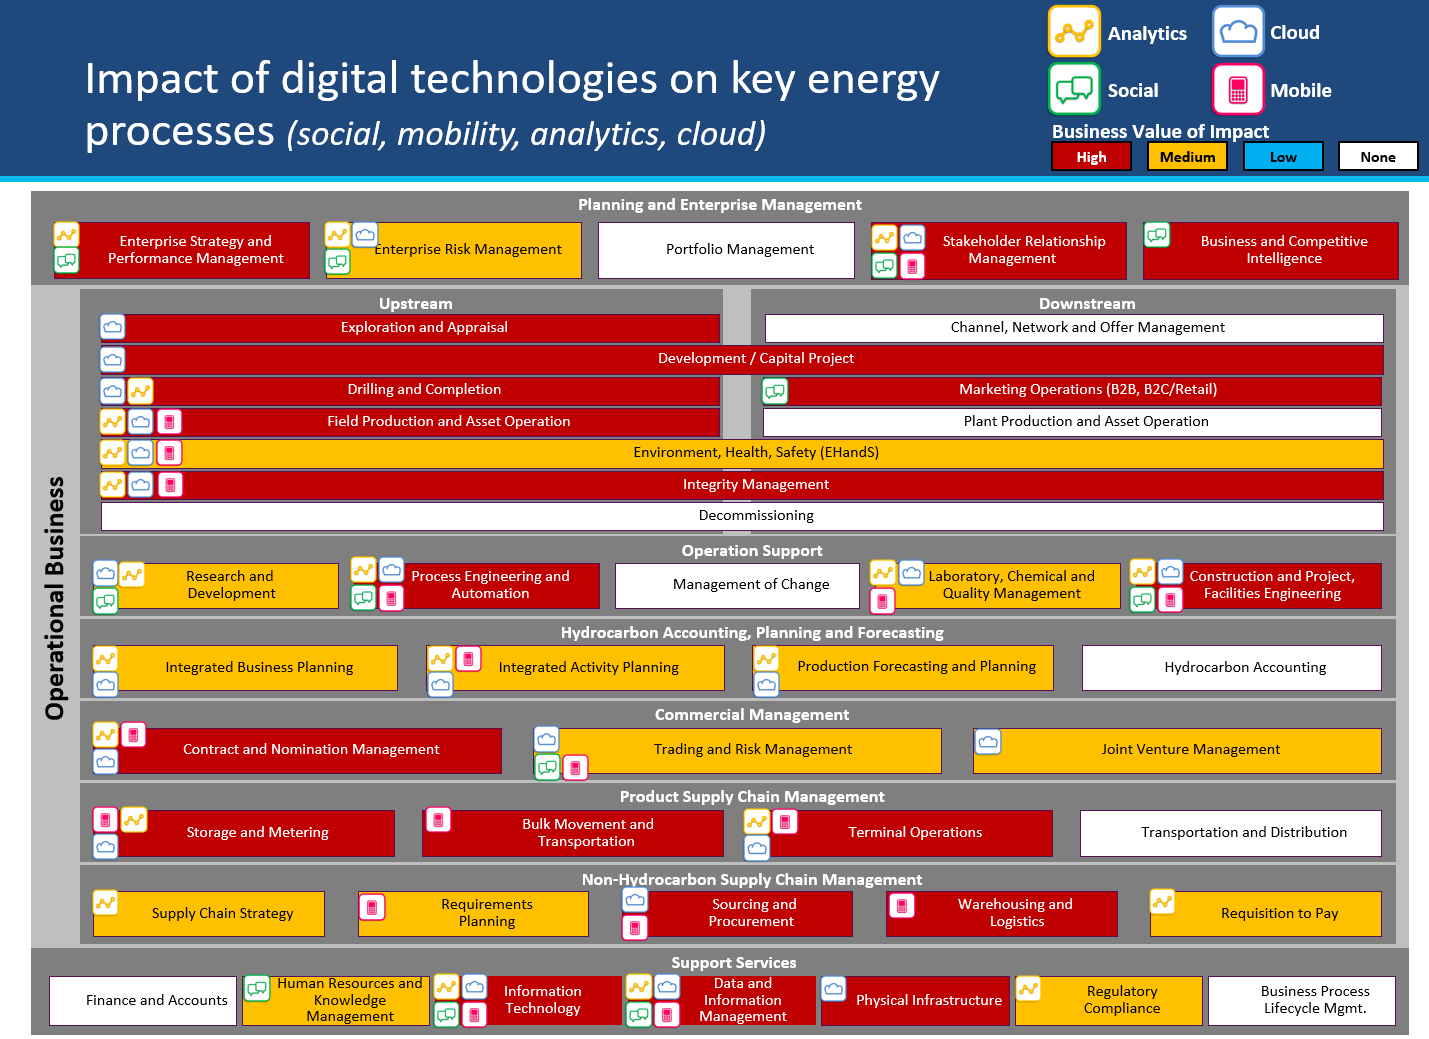 Impact of digital technologies on key energy
processes (social, mobility, analytics, cloud)
Analytics
Cloud
Social
Mobile
Business Value of Impact
High
Medium
Low
None
Planning and Enterprise Management
Enterprise Strategy and
Performance Management
Enterprise Risk Management
Portfolio Management
Stakeholder Relationship
Management
Business and Competitive
Intelligence
Operational Business
Upstream
Downstream
Exploration and Appraisal
Channel, Network and Offer Management
Development / Capital Project
Drilling and Completion
Marketing Operations (B2B, B2C/Retail)
Field Production and Asset Operation
Plant Production and Asset Operation
Environment, Health, Safety (EHandS)
Integrity Management
Decommissioning
Operation Support
Research and
Development
Process Engineering and
Automation
Management of Change
Laboratory, Chemical and
Quality Management
Construction and Project,
Facilities Engineering
Hydrocarbon Accounting, Planning and Forecasting
Integrated Business Planning
Integrated Activity Planning
Production Forecasting and Planning
Hydrocarbon Accounting
Commercial Management
Contract and Nomination Management
Trading and Risk Management
Joint Venture Management
Product Supply Chain Management
Storage and Metering
Bulk Movement and
Transportation
Terminal Operations
Transportation and Distribution
Non-Hydrocarbon Supply Chain Management
Supply Chain Strategy
Requirements
Planning
Sourcing and
Procurement
Warehousing and
Logistics
Requisition to Pay
Support Services
Finance and Accounts
Human Resources and
Knowledge
Management
Information
Technology
Data and
Information
Management
Physical Infrastructure
Regulatory
Compliance
Business Process
Lifecycle Mgmt.